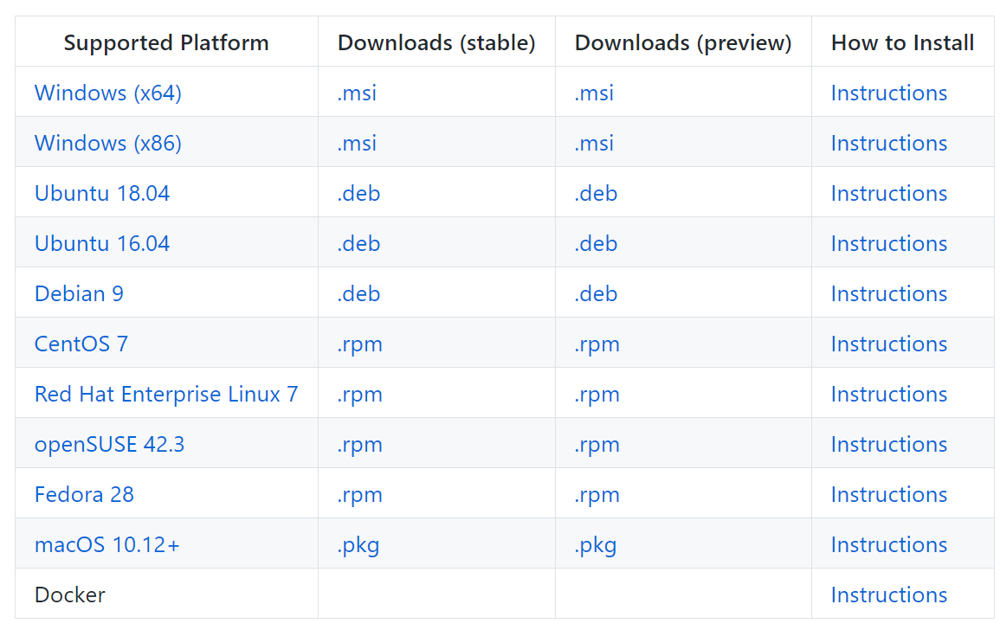 Supported Platform Downloads (stable) Downloads (preview) How to Install
Windows (x64) .msi .msi Instructions
Windows (x86) .msi .msi Instructions
Ubuntu 18.04 .deb .deb Instructions
Ubuntu 16.04 .deb .deb Instructions
Debian 9 .deb .deb Instructions
CentOS 7 .rpm .rpm Instructions
Red Hat Enterprise Linux 7 .rpm .rpm Instructions
openSUSE 42.3 .rpm .rpm Instructions
Fedora 28 .rpm .rpm Instructions
macOS 10.12+ .pkg .pkg Instructions
Docker Instructions